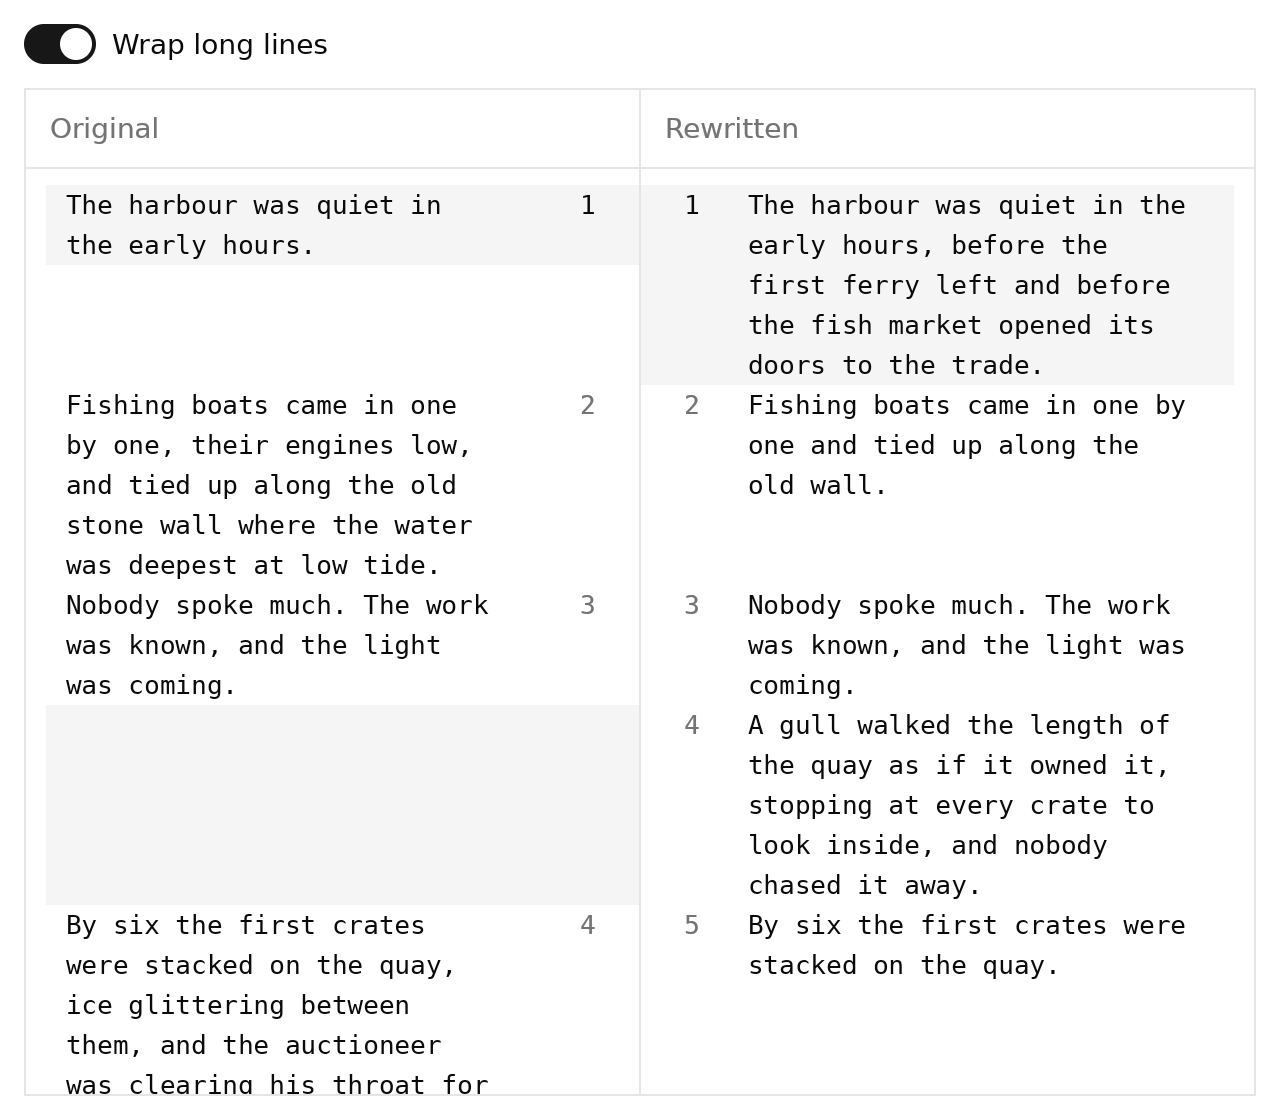 Wrap long lines
Original
Rewritten
The harbour was quiet in
the early hours.
1
Fishing boats came in one
by one, their engines low,
and tied up along the old
stone wall where the water
was deepest at low tide.
2
Nobody spoke much. The work
was known, and the light
was coming.
3
By six the first crates
were stacked on the quay,
ice glittering between
them, and the auctioneer
was clearing his throat for
4
1
The harbour was quiet in the
early hours, before the
first ferry left and before
the fish market opened its
doors to the trade.
2
Fishing boats came in one by
one and tied up along the
old wall.
3
Nobody spoke much. The work
was known, and the light was
coming.
4
A gull walked the length of
the quay as if it owned it,
stopping at every crate to
look inside, and nobody
chased it away.
5
By six the first crates were
stacked on the quay.